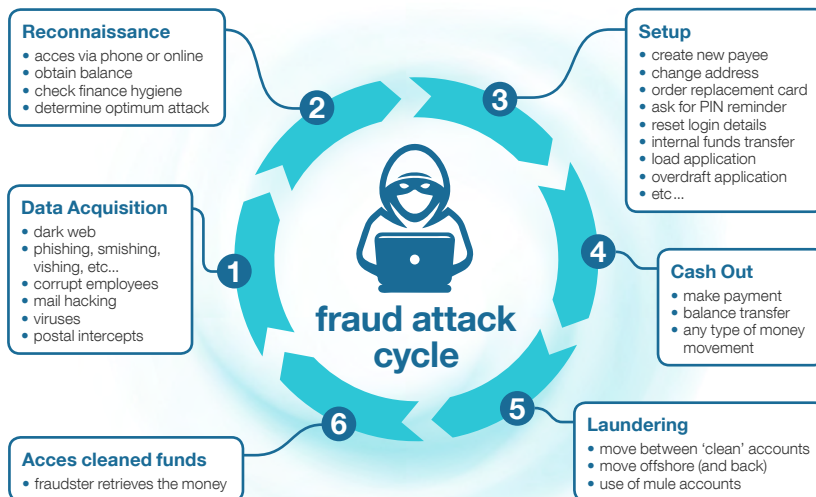 Reconnaissance
• acces via phone or online
• obtain balance
• check finance hygiene
• determine optimum attack
2
3
Setup
• create new payee
• change address
• order replacement card
• ask for PIN reminder
• reset login details
• internal funds transfer
• load application
• overdraft application
• etc...
Data Acquisition
• dark web
• phishing, smishing,
vishing, etc...
• corrupt employees
• mail hacking
• viruses
• postal intercepts
1
fraud attack
cycle
4
Cash Out
• make payment
• balance transfer
• any type of money
movement
6
5
Acces cleaned funds
• fraudster retrieves the money
Laundering
• move between ‘clean’ accounts
• move offshore (and back)
• use of mule accounts